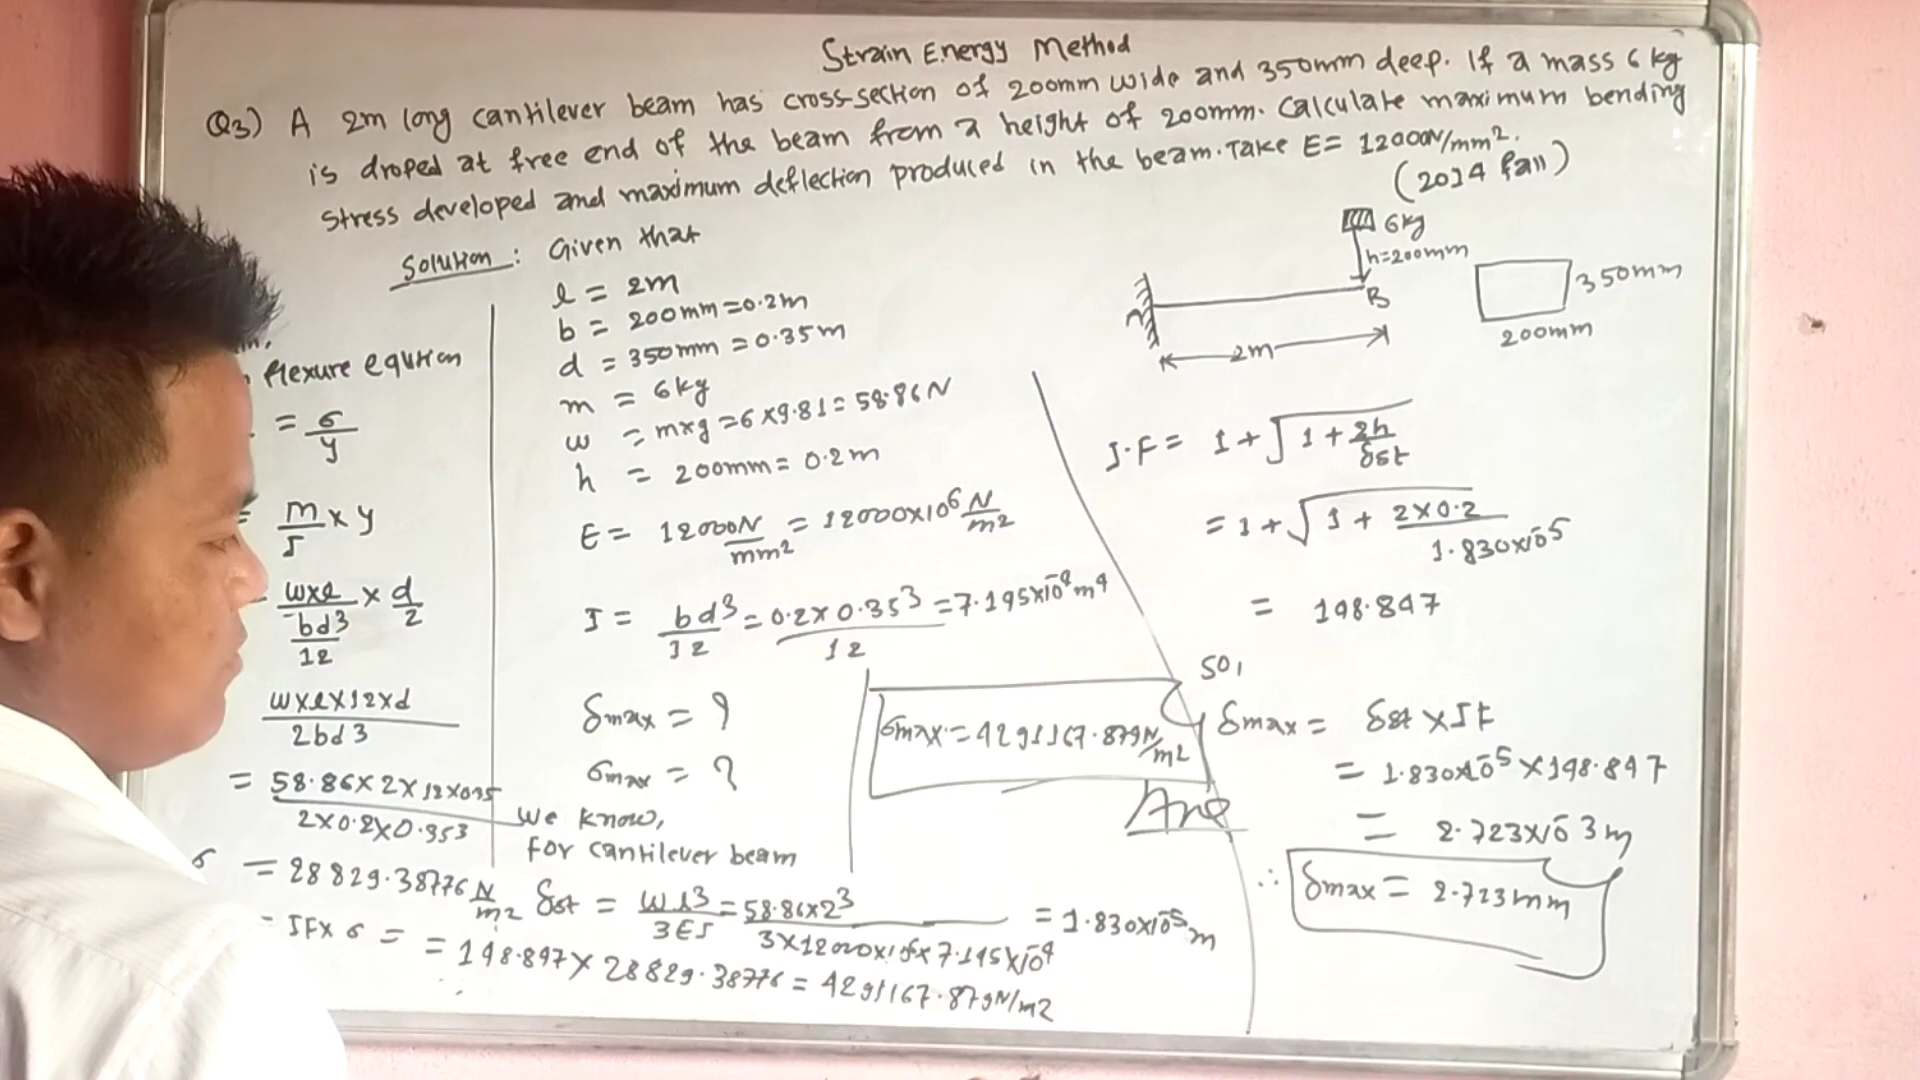 Strain Energy Method
Q3) A 2m long cantilever beam has cross-section of 200mm wide and 350mm deep. If a mass 6 kg
is droped at free end of the beam from a height of 200mm. Calculate maximum bending
stress developed and maximum deflection produced in the beam. Take E = 12000N/mm².
(2014 fall)
Solution: Given that
l = 2m
b = 200mm = 0.2m
d = 350mm = 0.35m
m = 6kg
w = m×g = 6×9.81 = 58.86N
h = 200mm = 0.2m
E = 12000N/mm² = 12000×10⁶ N/m²
I = bd³/12 = 0.2×0.35³/12 = 7.145×10⁻⁴m⁴
δmax = ?
σmax = ?
We know,
For cantilever beam
δst = wl³/3EI = 58.86×2³/3×12000×10⁶×7.145×10⁻⁴ = 1.830×10⁻⁵m
6kg
h=200mm
B
2m
350mm
200mm
I.F = 1+√1+2h/δst
= 1+√1+2×0.2/1.830×10⁻⁵
= 148.847
So,
δmax = δst × IF
= 1.830×10⁻⁵×148.847
= 2.723×10⁻3m
∴ δmax = 2.723mm
flexure eqution
= σ/y
= M/I × y
w×l/bd³/12 × d/2
w×l×12×d/2bd3
= 58.86×2×12×0.35/2×0.2×0.353
σ = 28829.38776 N/m2
= IF×σ = = 148.847×28829.38776 = 4291167.879N/m2
σmax = 4291167.879N/m2
Ans